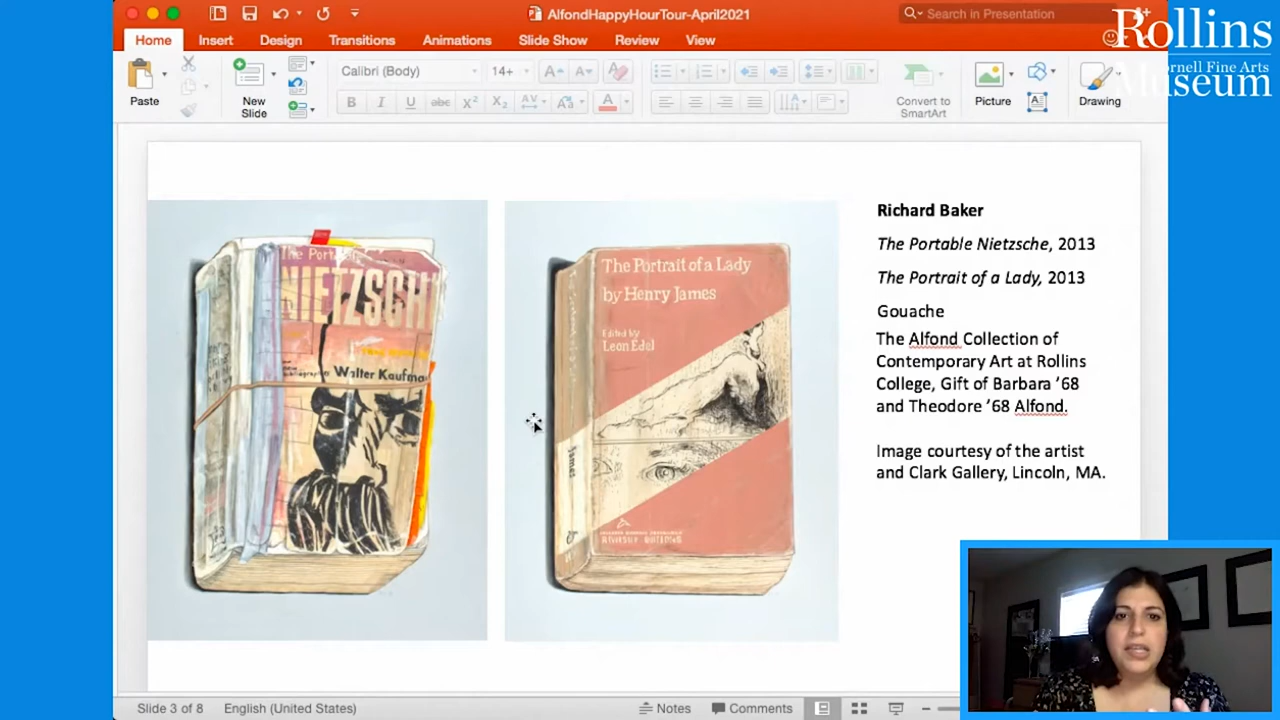 AlfondHappyHourTour-April2021
Search in Presentation
Rollins
Cornell Fine Arts
Museum
Home Insert Design Transitions Animations Slide Show Review View
Paste
New
Slide
Calibri (Body)
14+
Convert to
SmartArt
Picture
Drawing
NIETZSCH
Walter Kaufma
The Portrait of a Lady
by Henry James
Edited by
Leon Edel
James
Richard Baker
The Portable Nietzsche, 2013
The Portrait of a Lady, 2013
Gouache
The Alfond Collection of
Contemporary Art at Rollins
College, Gift of Barbara ’68
and Theodore ’68 Alfond.
Image courtesy of the artist
and Clark Gallery, Lincoln, MA.
Slide 3 of 8
English (United States)
Notes
Comments